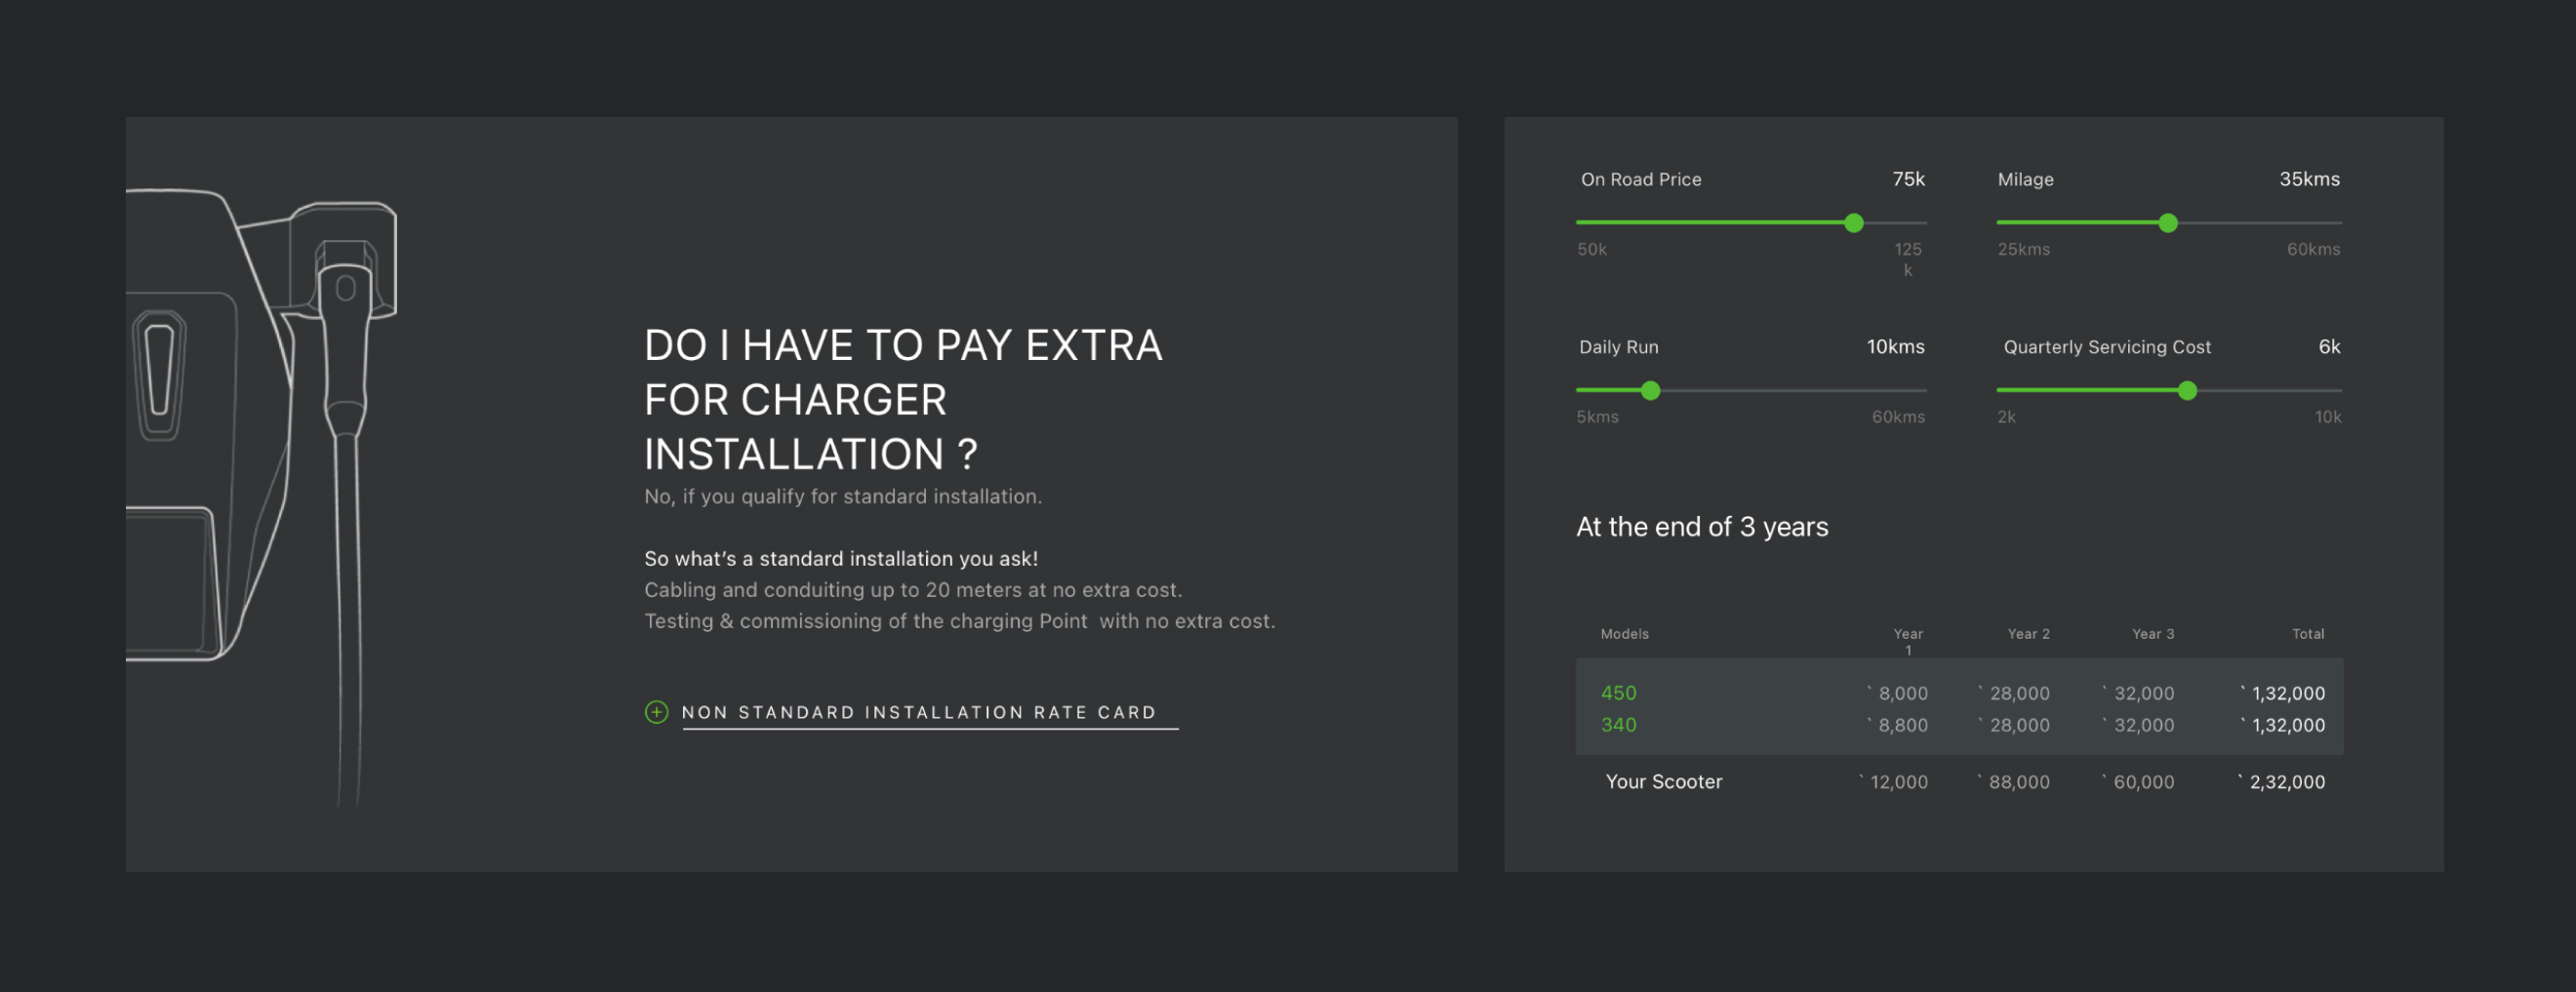 DO I HAVE TO PAY EXTRA
FOR CHARGER
INSTALLATION ?
No, if you qualify for standard installation.
So what’s a standard installation you ask!
Cabling and conduiting up to 20 meters at no extra cost.
Testing & commissioning of the charging Point  with no extra cost.
NON STANDARD INSTALLATION RATE CARD
On Road Price 75k
50k 125
k
Milage 35kms
25kms 60kms
Daily Run 10kms
5kms 60kms
Quarterly Servicing Cost 6k
2k 10k
At the end of 3 years
Models Year
1 Year 2 Year 3 Total
450 ` 8,000 ` 28,000 ` 32,000 ` 1,32,000
340 ` 8,800 ` 28,000 ` 32,000 ` 1,32,000
Your Scooter ` 12,000 ` 88,000 ` 60,000 ` 2,32,000